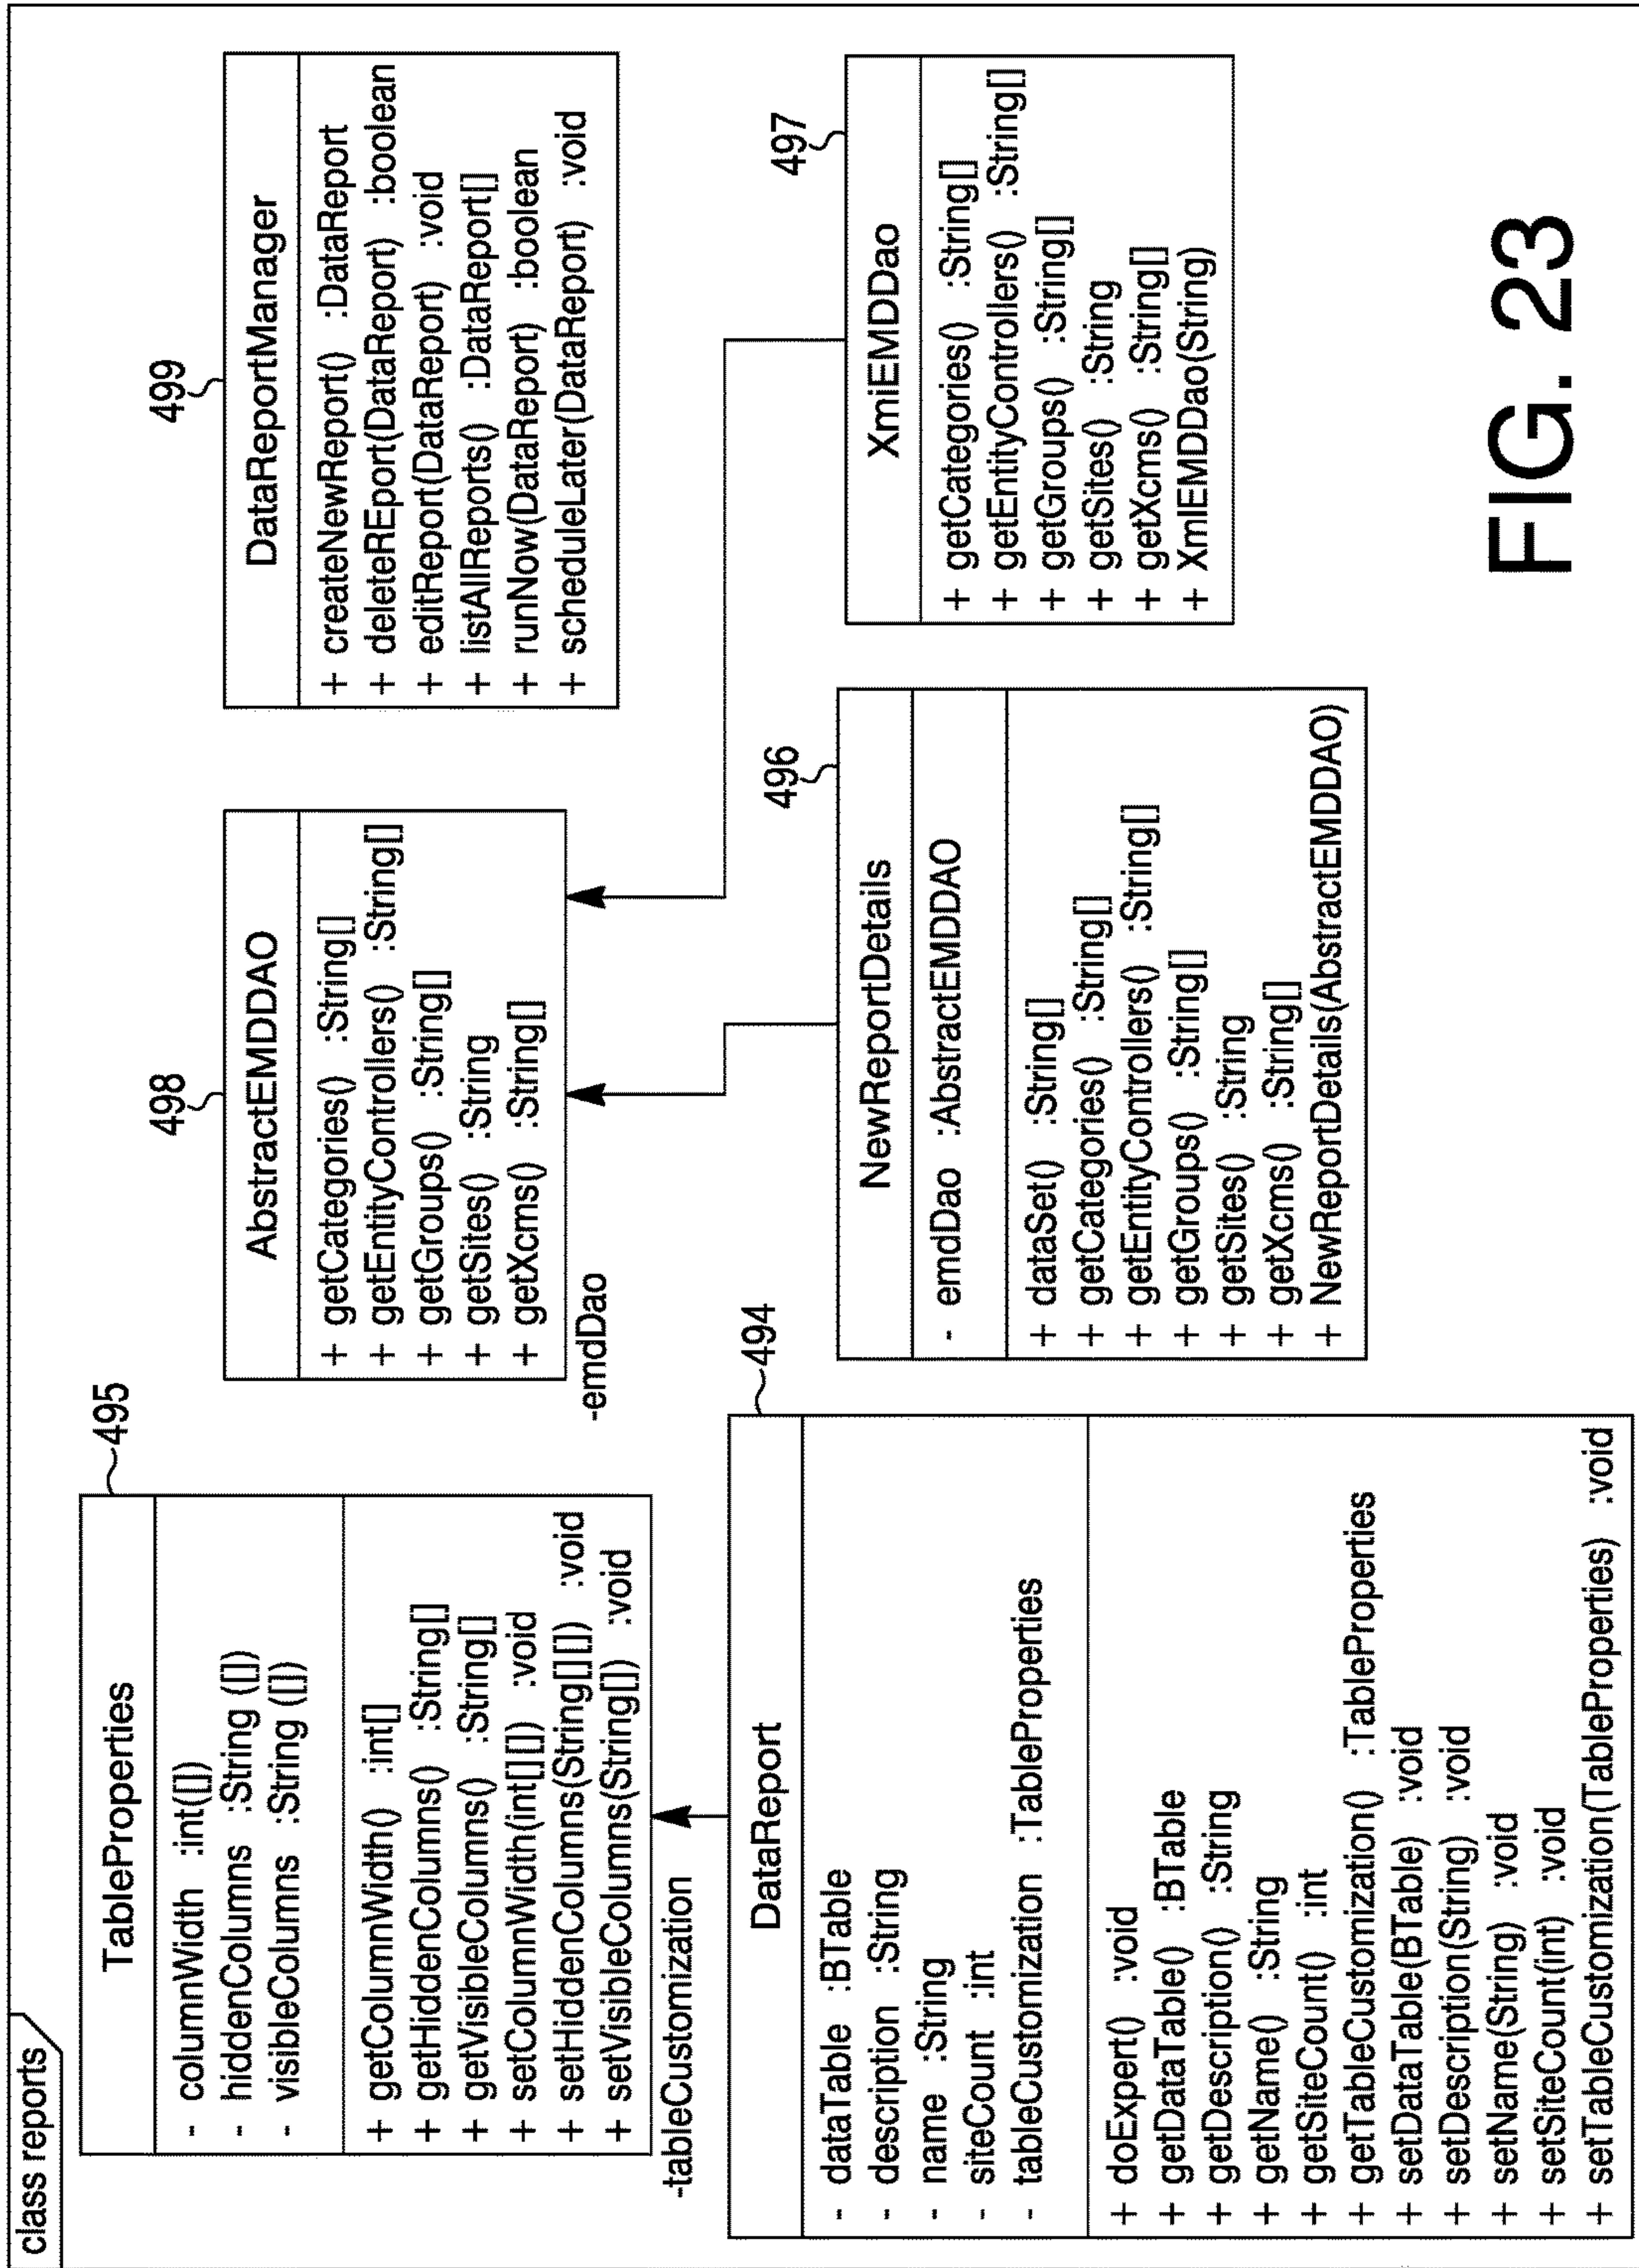 class reports
495
TableProperties
- columnWidth :int([])
- hiddenColumns :String ([])
- visibleColumns :String ([])
+ getColumnWidth() :int[]
+ getHiddenColumns() :String[]
+ getVisibleColumns() :String[]
+ setColumnWidth(int[][]) :void
+ setHiddenColumns(String[][]) :void
+ setVisibleColumns(String[]) :void
-tableCustomization
498
AbstractEMDDAO
+ getCategories() :String[]
+ getEntityControllers() :String[]
+ getGroups() :String[]
+ getSites() :String
+ getXcms() :String[]
-emdDao
499
DataReportManager
+ createNewReport() :DataReport
+ deleteREport(DataReport) :boolean
+ editReport(DataReport) :void
+ listAllReports() :DataReport[]
+ runNow(DataReport) :boolean
+ scheduleLater(DataReport) :void
494
DataReport
- dataTable :BTable
- description :String
- name :String
- siteCount :int
- tableCustomization :TableProperties
+ doExpert() :void
+ getDataTable() :BTable
+ getDescription() :String
+ getName() :String
+ getSiteCount() :int
+ getTableCustomization() :TableProperties
+ setDataTable(BTable) :void
+ setDescription(String) :void
+ setName(String) :void
+ setSiteCount(int) :void
+ setTableCustomization(TableProperties) :void
496
NewReportDetails
- emdDao :AbstractEMDDAO
+ dataSet() :String[]
+ getCategories() :String[]
+ getEntityControllers() :String[]
+ getGroups() :String[]
+ getSites() :String
+ getXcms() :String[]
+ NewReportDetails(AbstractEMDDAO)
497
XmiEMDDao
+ getCategories() :String[]
+ getEntityControllers() :String[]
+ getGroups() :String[]
+ getSites() :String
+ getXcms() :String[]
+ XmlEMDDao(String)
FIG. 23